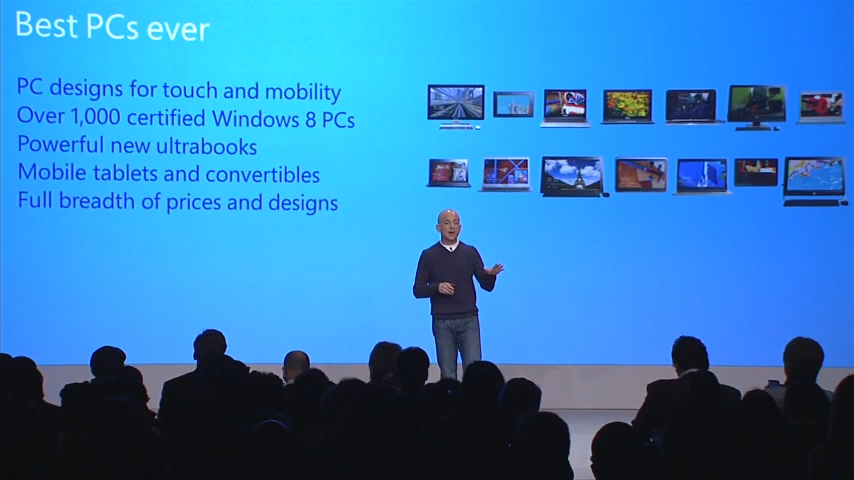 Best PCs ever
PC designs for touch and mobility
Over 1,000 certified Windows 8 PCs
Powerful new ultrabooks
Mobile tablets and convertibles
Full breadth of prices and designs